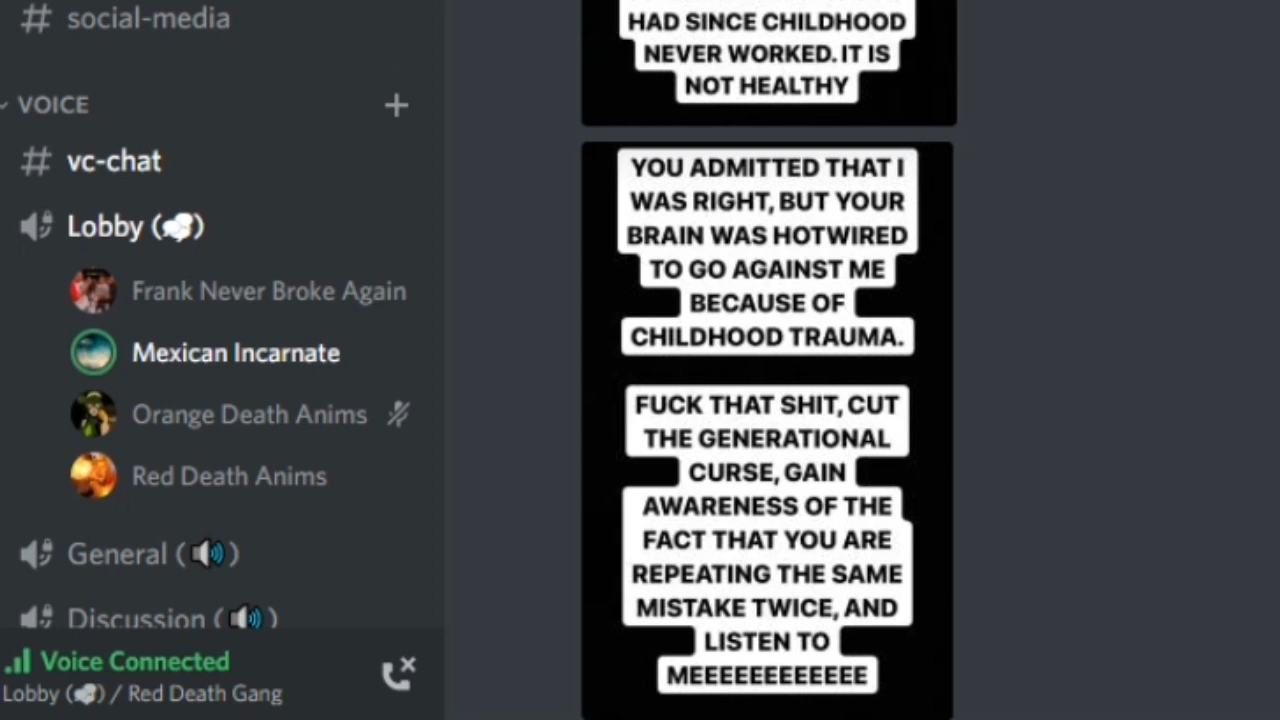 social-media
VOICE
vc-chat
Lobby (💭)
Frank Never Broke Again
Mexican Incarnate
Orange Death Anims
Red Death Anims
General (🔊)
Discussion (🔊)
Voice Connected
Lobby (💭) / Red Death Gang
HAD SINCE CHILDHOOD
NEVER WORKED. IT IS
NOT HEALTHY
YOU ADMITTED THAT I
WAS RIGHT, BUT YOUR
BRAIN WAS HOTWIRED
TO GO AGAINST ME
BECAUSE OF
CHILDHOOD TRAUMA.
FUCK THAT SHIT, CUT
THE GENERATIONAL
CURSE, GAIN
AWARENESS OF THE
FACT THAT YOU ARE
REPEATING THE SAME
MISTAKE TWICE, AND
LISTEN TO
MEEEEEEEEEEEE